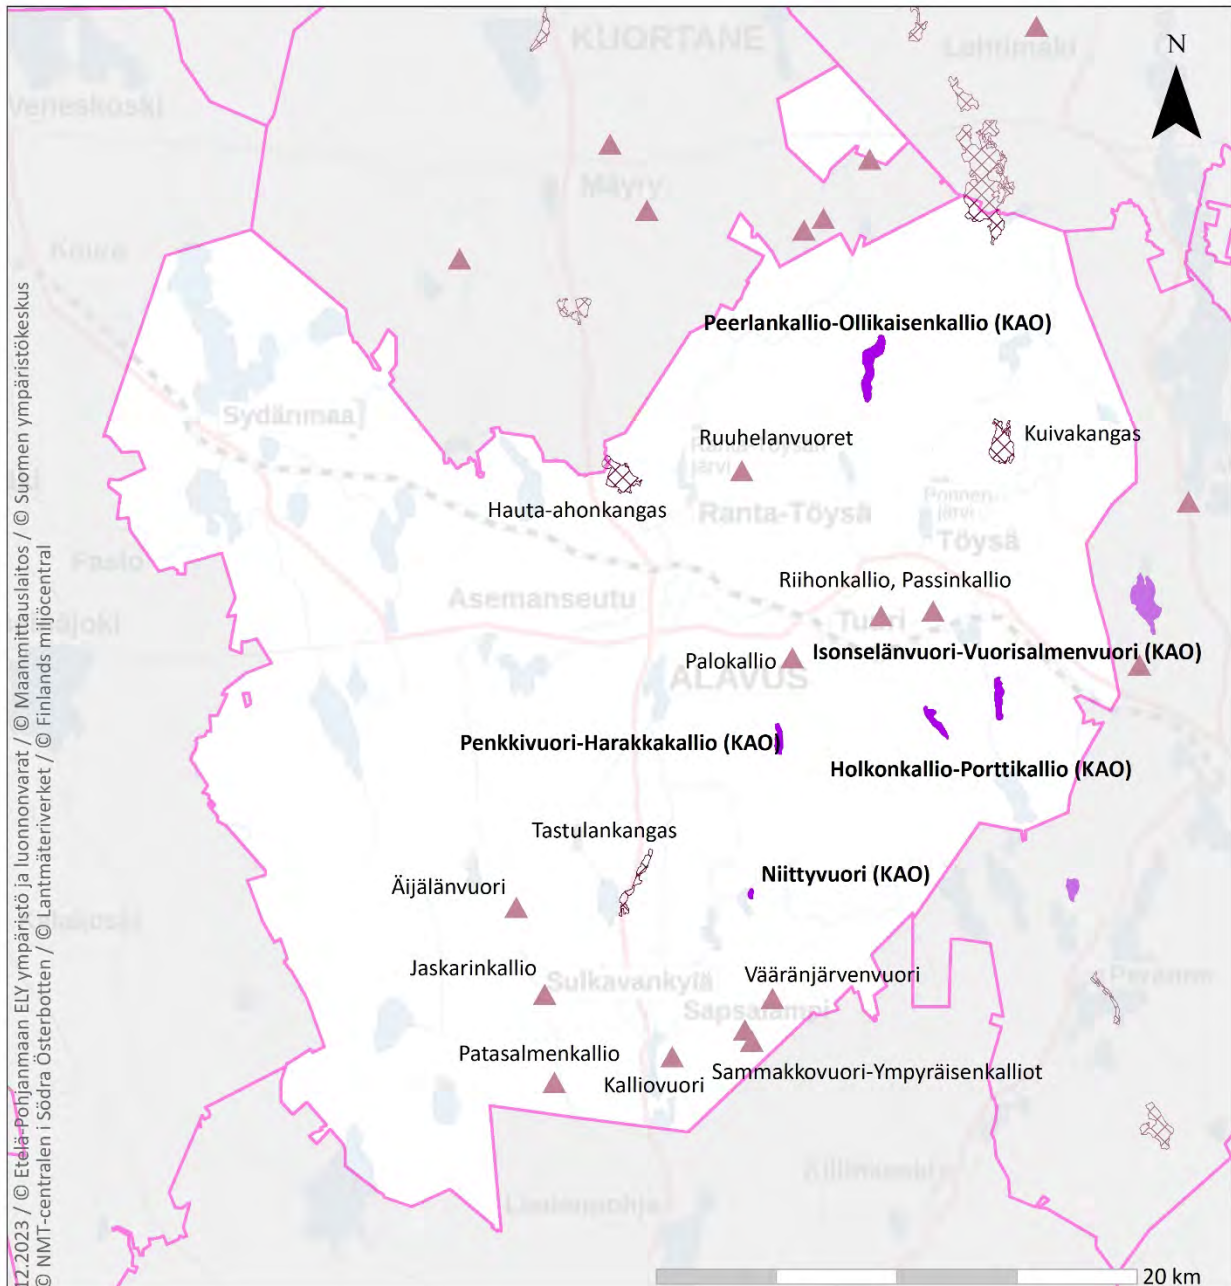 KUORTANE
Lehtimäki
Veneskoski
N
Mäyry
Peerlankallio-Ollikaisenkallio (KAO)
Sydänmaa
Ruuhelanvuoret
Kuivakangas
Hauta-ahonkangas
Ranta-Töysä
Töysä
Asemanseutu
Riihonkallio, Passinkallio
Tuuri
Isonselänvuori-Vuorisalmenvuori (KAO)
Palokallio
ALAVUS
Penkkivuori-Harakkakallio (KAO)
Holkonkallio-Porttikallio (KAO)
Tastulankangas
Niittyvuori (KAO)
Äijälänvuori
Jaskarinkallio
Sulkavankylä
Vääränjärvenvuori
Sapsalampi
Patasalmenkallio
Kalliovuori
Sammakkovuori-Ympyräisenkalliot
20 km
12.2023 / © Etelä-Pohjanmaan ELY ympäristö ja luonnonvarat / © Maanmittauslaitos / © Suomen ympäristökeskus
© NMT-centralen i Södra Österbotten / © Lantmäteriverket / © Finlands miljöcentral